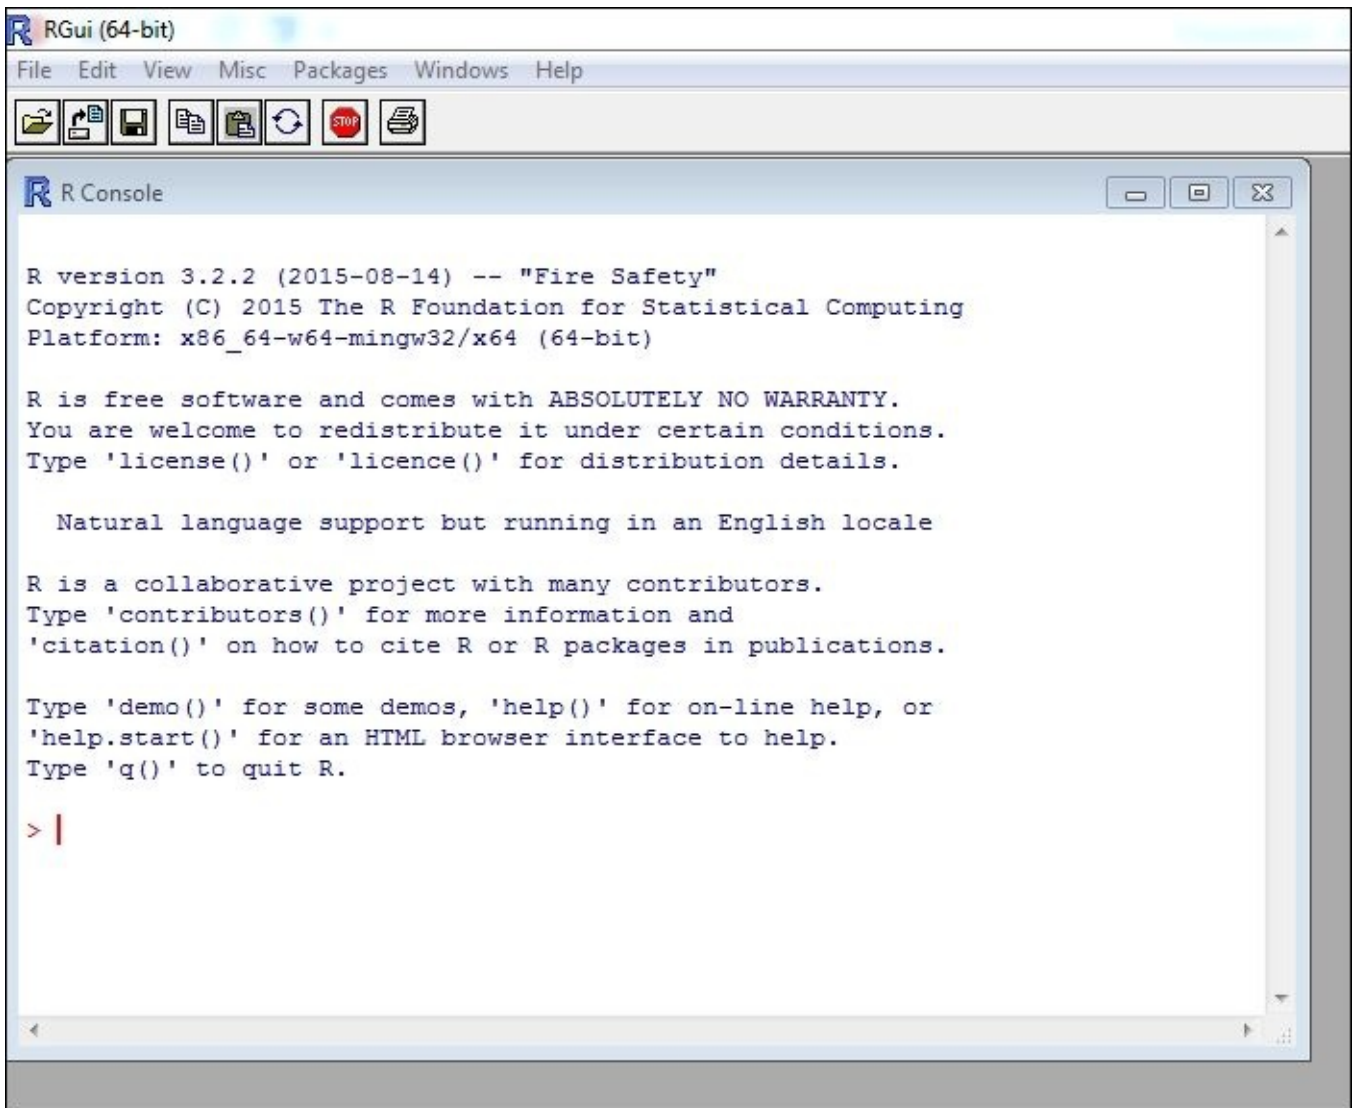 RGui (64-bit)
File Edit View Misc Packages Windows Help
STOP
R Console
R version 3.2.2 (2015-08-14) -- "Fire Safety"
Copyright (C) 2015 The R Foundation for Statistical Computing
Platform: x86_64-w64-mingw32/x64 (64-bit)
R is free software and comes with ABSOLUTELY NO WARRANTY.
You are welcome to redistribute it under certain conditions.
Type 'license()' or 'licence()' for distribution details.
Natural language support but running in an English locale
R is a collaborative project with many contributors.
Type 'contributors()' for more information and
'citation()' on how to cite R or R packages in publications.
Type 'demo()' for some demos, 'help()' for on-line help, or
'help.start()' for an HTML browser interface to help.
Type 'q()' to quit R.
>